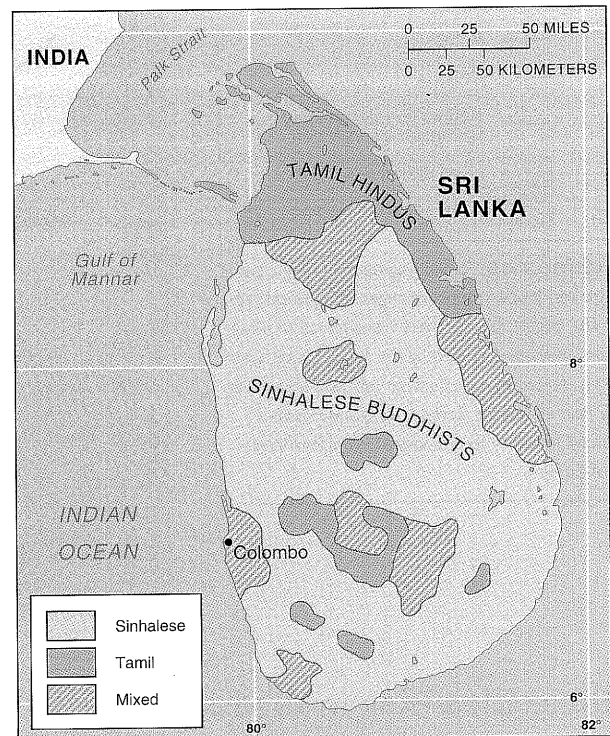 0 25 50 MILES
0 25 50 KILOMETERS
INDIA
Palk Strait
TAMIL HINDUS
SRI
LANKA
Gulf of
Mannar
8°
SINHALESE BUDDHISTS
INDIAN
OCEAN
Colombo
Sinhalese
Tamil
Mixed
6°
80°
82°